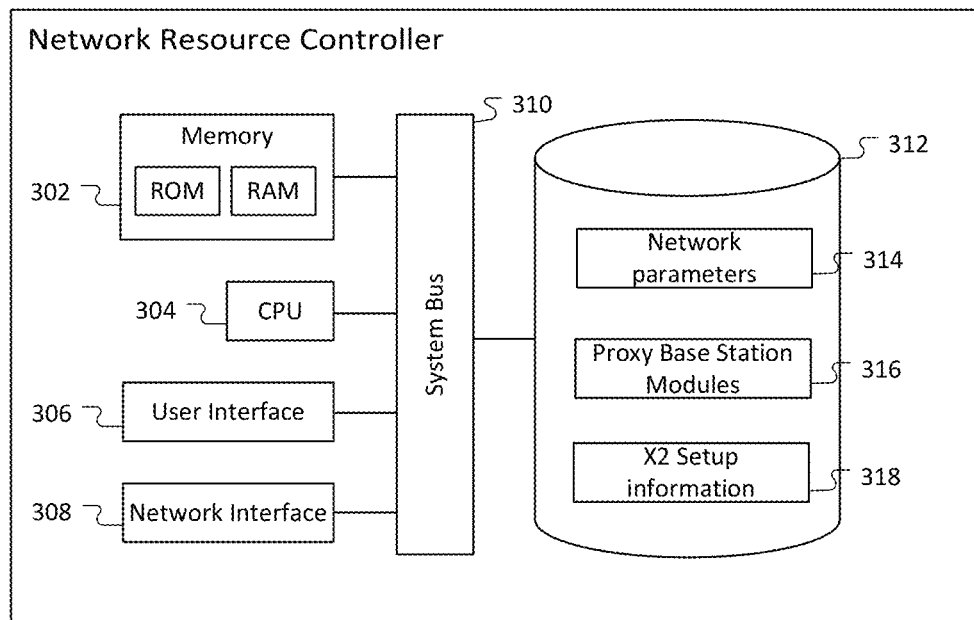 Network Resource Controller
310
Memory
ROM RAM
302
304
CPU
306
User Interface
308
Network Interface
System Bus
312
Network
parameters
314
Proxy Base Station
Modules
316
X2 Setup
information
318